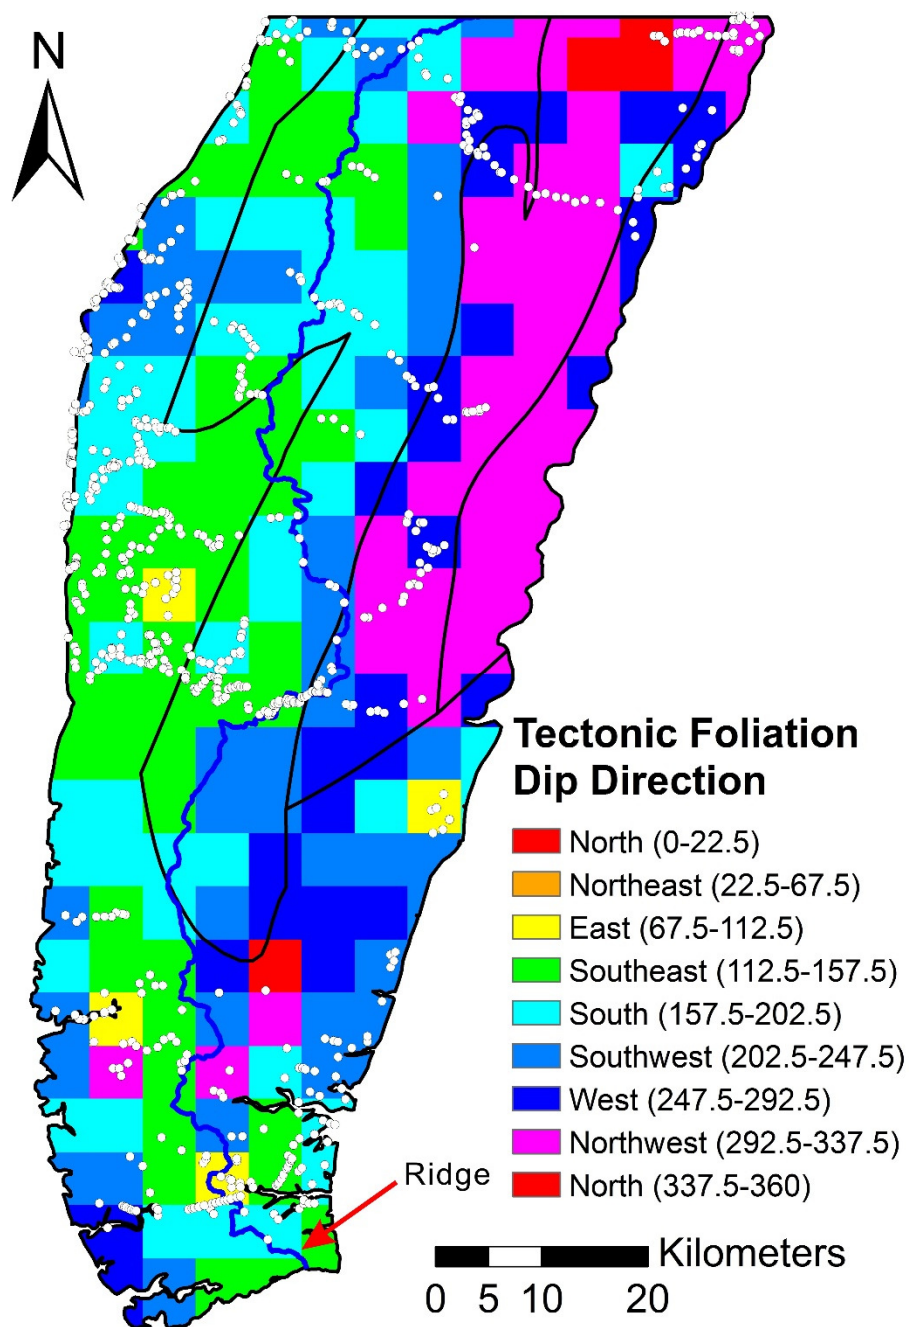 N
Tectonic Foliation
Dip Direction
North (0-22.5)
Northeast (22.5-67.5)
East (67.5-112.5)
Southeast (112.5-157.5)
South (157.5-202.5)
Southwest (202.5-247.5)
West (247.5-292.5)
Northwest (292.5-337.5)
North (337.5-360)
Ridge
Kilometers
0 5 10 20